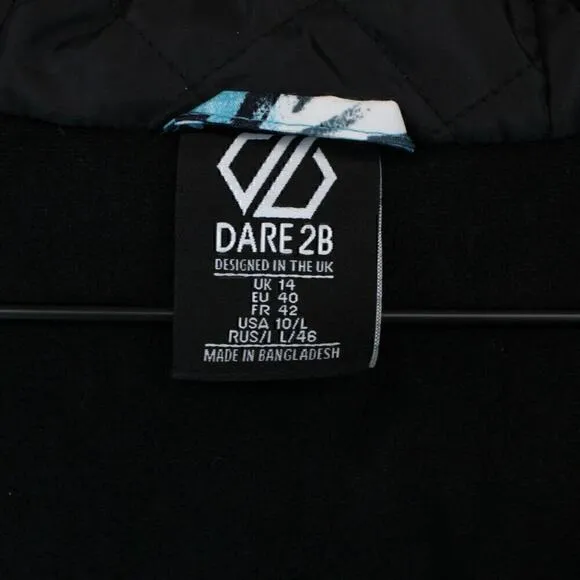 DARE 2B
DESIGNED IN THE UK
UK 14
EU 40
FR 42
USA 10/L
RUS/I L/46
MADE IN BANGLADESH